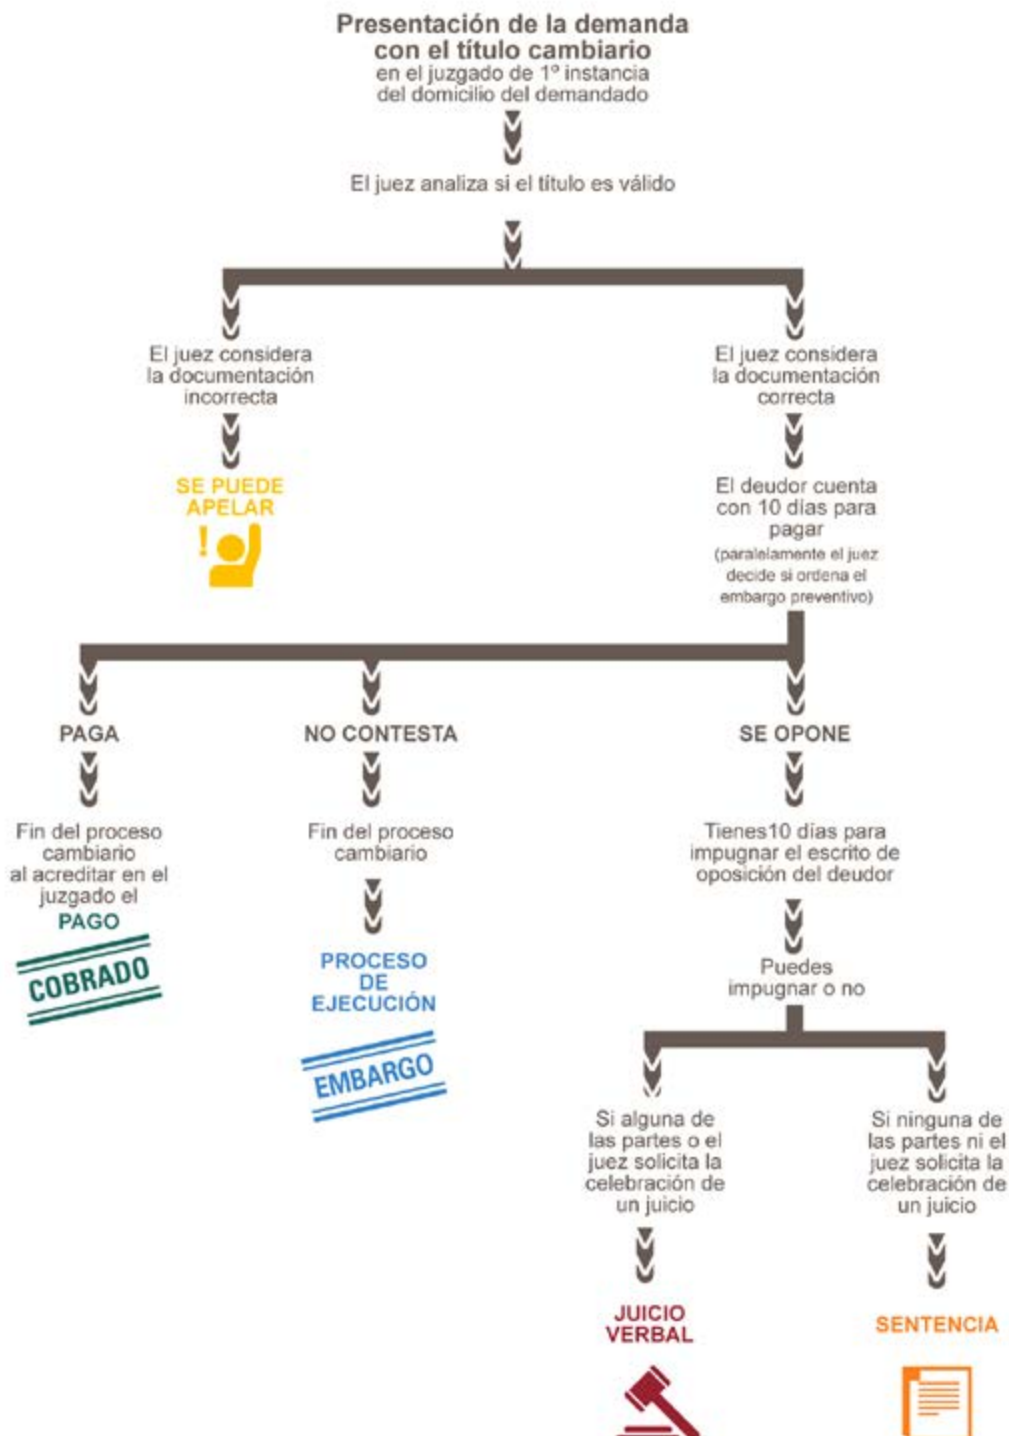 Presentación de la demanda
con el título cambiario
en el juzgado de 1º instancia
del domicilio del demandado
El juez analiza si el título es válido
El juez considera
la documentación
incorrecta
SE PUEDE
APELAR
!
El juez considera
la documentación
correcta
El deudor cuenta
con 10 días para
pagar
(paralelamente el juez
decide si ordena el
embargo preventivo)
PAGA
Fin del proceso
cambiario
al acreditar en el
juzgado el
PAGO
COBRADO
NO CONTESTA
Fin del proceso
cambiario
PROCESO
DE
EJECUCIÓN
EMBARGO
SE OPONE
Tienes10 días para
impugnar el escrito de
oposición del deudor
Puedes
impugnar o no
Si alguna de
las partes o el
juez solicita la
celebración de
un juicio
JUICIO
VERBAL
Si ninguna de
las partes ni el
juez solicita la
celebración de
un juicio
SENTENCIA